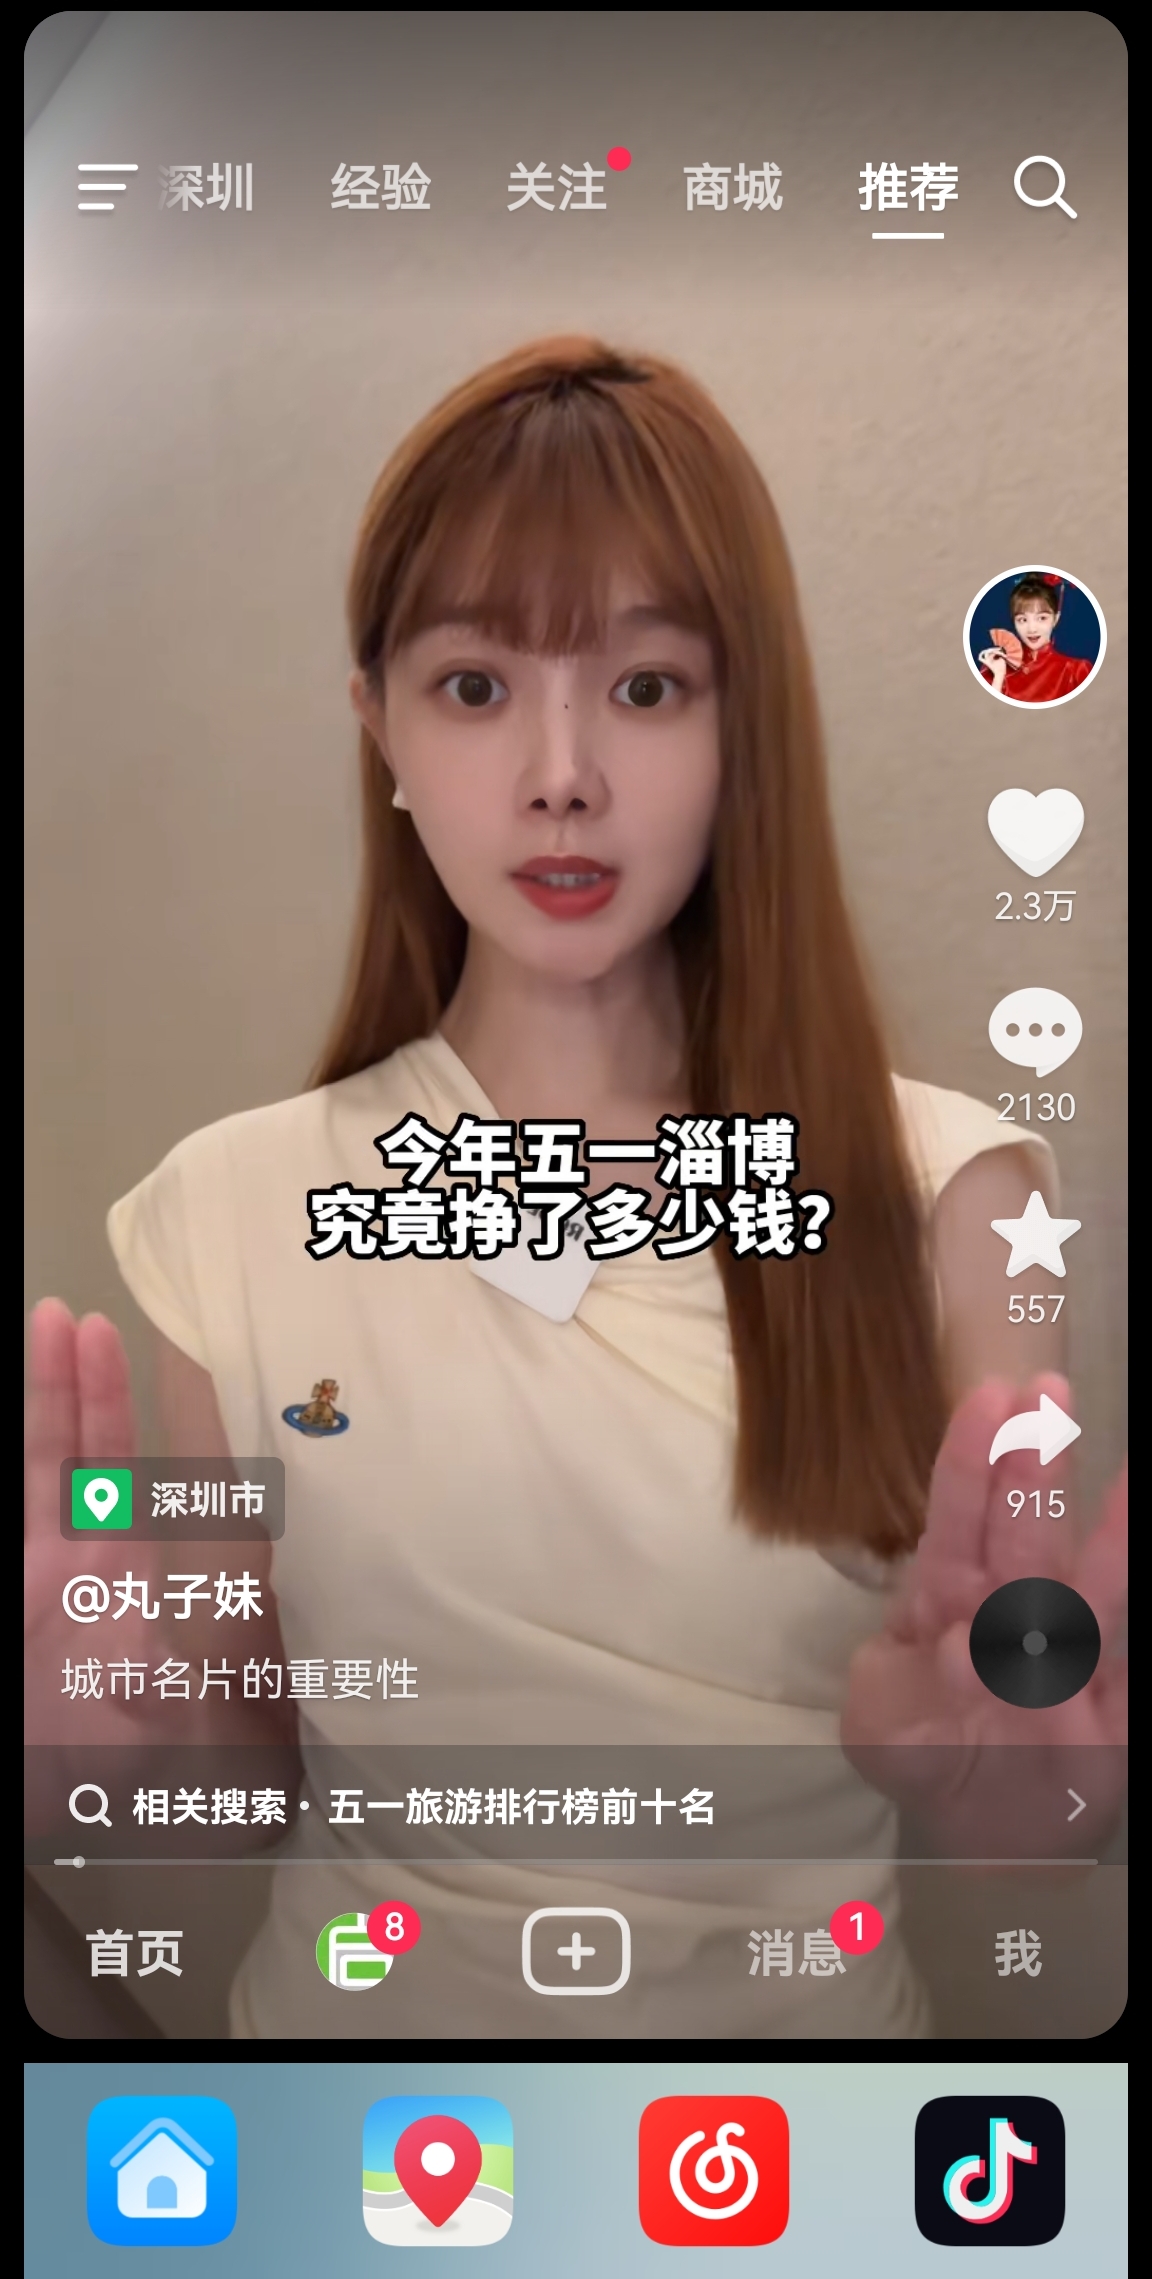 深圳 经验 关注 商城 推荐
2.3万
2130
今年五一淄博
究竟挣了多少钱？
557
915
深圳市
@丸子妹
城市名片的重要性
相关搜索·五一旅游排行榜前十名
首页 8 消息 1 我